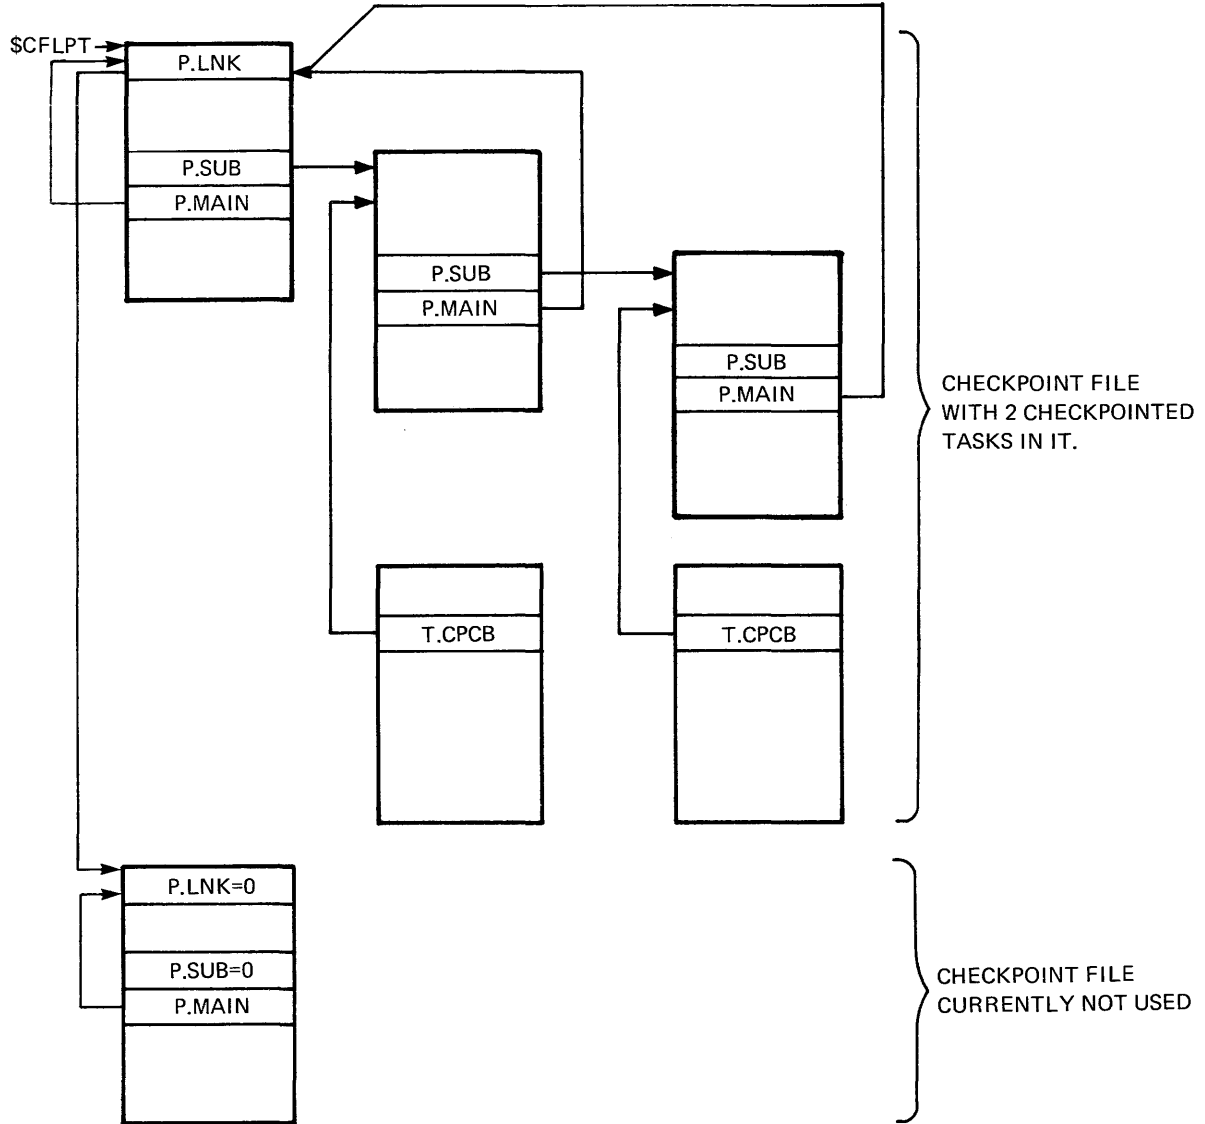 $CFLPT
P.LNK
P.SUB
P.MAIN
P.SUB
P.MAIN
P.SUB
P.MAIN
CHECKPOINT FILE
WITH 2 CHECKPOINTED
TASKS IN IT.
T.CPCB
T.CPCB
P.LNK=0
P.SUB=0
P.MAIN
CHECKPOINT FILE
CURRENTLY NOT USED